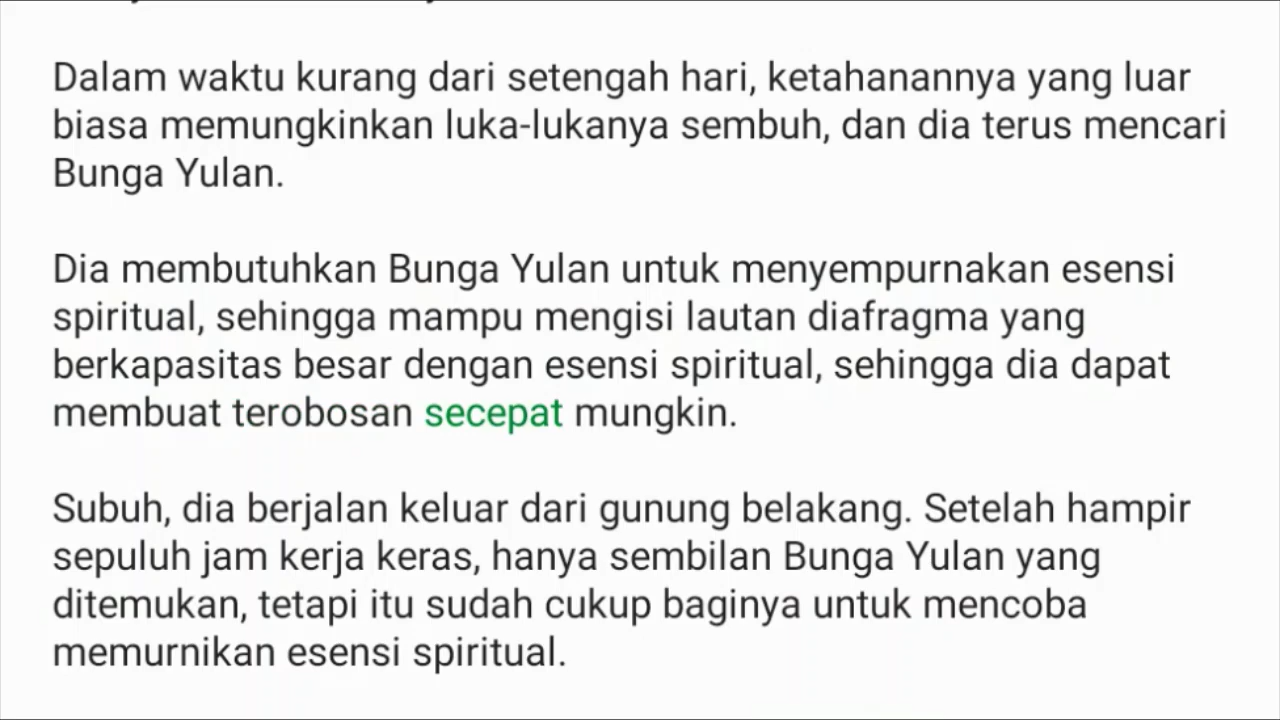 Dalam waktu kurang dari setengah hari, ketahanannya yang luar
biasa memungkinkan luka-lukanya sembuh, dan dia terus mencari
Bunga Yulan.
Dia membutuhkan Bunga Yulan untuk menyempurnakan esensi
spiritual, sehingga mampu mengisi lautan diafragma yang
berkapasitas besar dengan esensi spiritual, sehingga dia dapat
membuat terobosan secepat mungkin.
Subuh, dia berjalan keluar dari gunung belakang. Setelah hampir
sepuluh jam kerja keras, hanya sembilan Bunga Yulan yang
ditemukan, tetapi itu sudah cukup baginya untuk mencoba
memurnikan esensi spiritual.